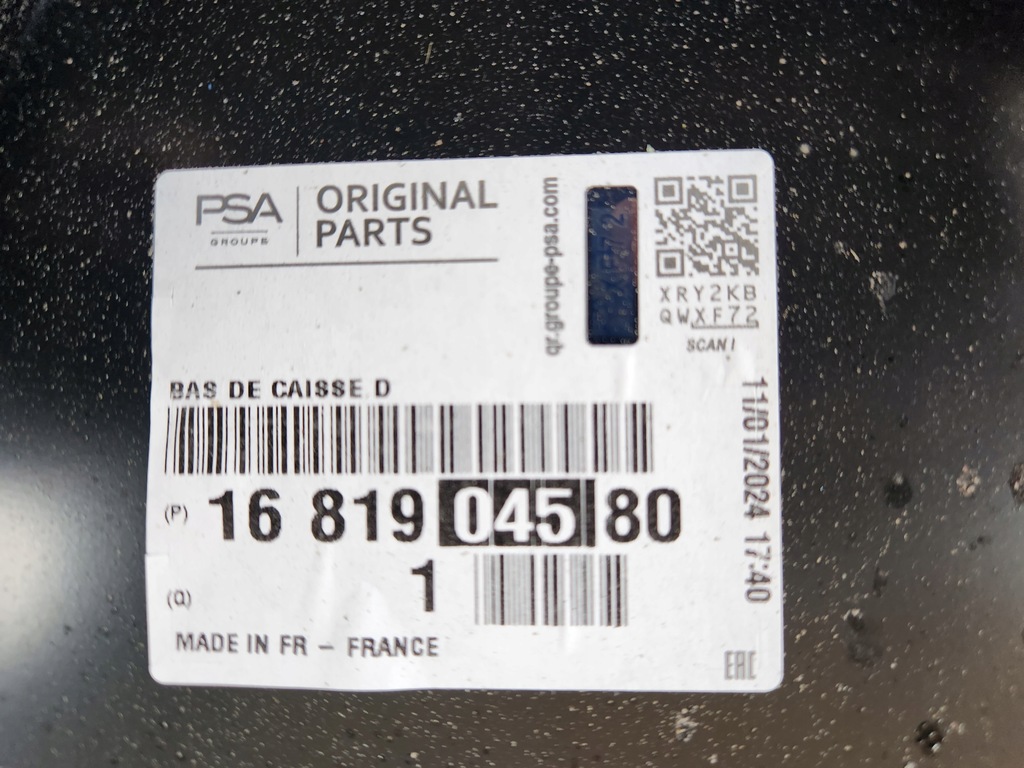 PSA
GROUPE
ORIGINAL
PARTS
qr.groupe-psa.com
XRY2KB
QWXF72
SCAN!
BAS DE CAISSE D
(P) 16 819 045 80
(Q) 1
MADE IN FR - FRANCE
11/01/2024 17:40
EAC